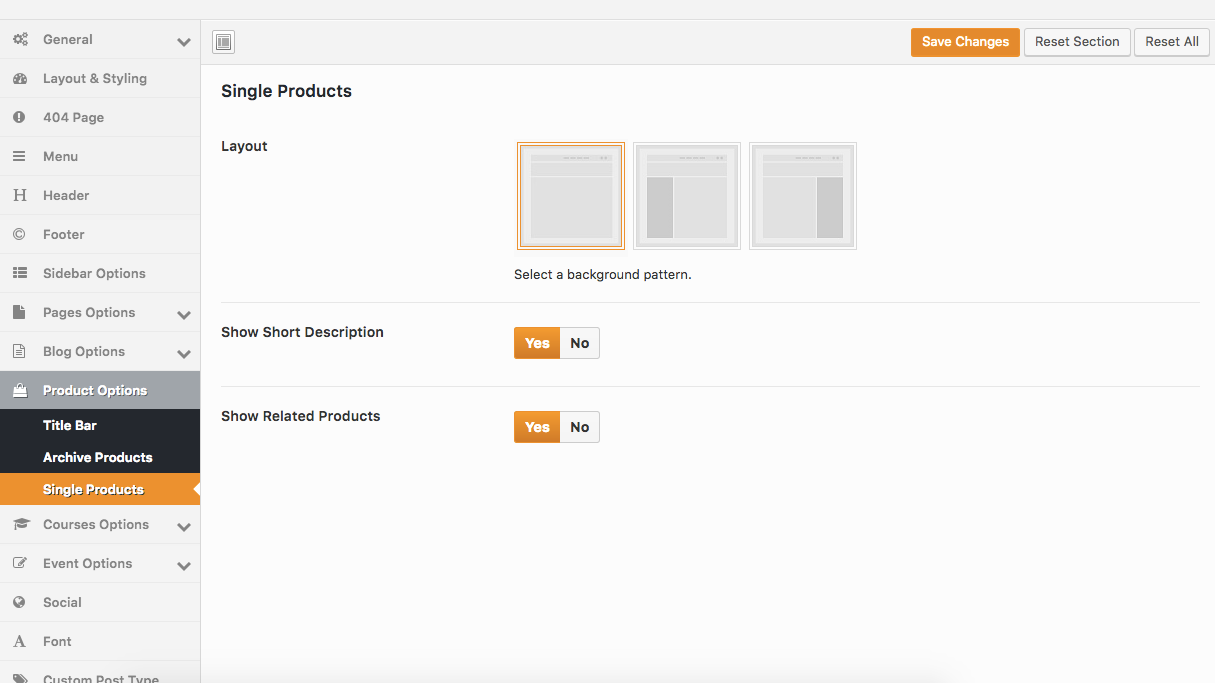 General
Layout & Styling
404 Page
Menu
Header
Footer
Sidebar Options
Pages Options
Blog Options
Product Options
Title Bar
Archive Products
Single Products
Courses Options
Event Options
Social
Font
Custom Post Type
Save Changes
Reset Section
Reset All
Single Products
Layout
Select a background pattern.
Show Short Description
Yes No
Show Related Products
Yes No